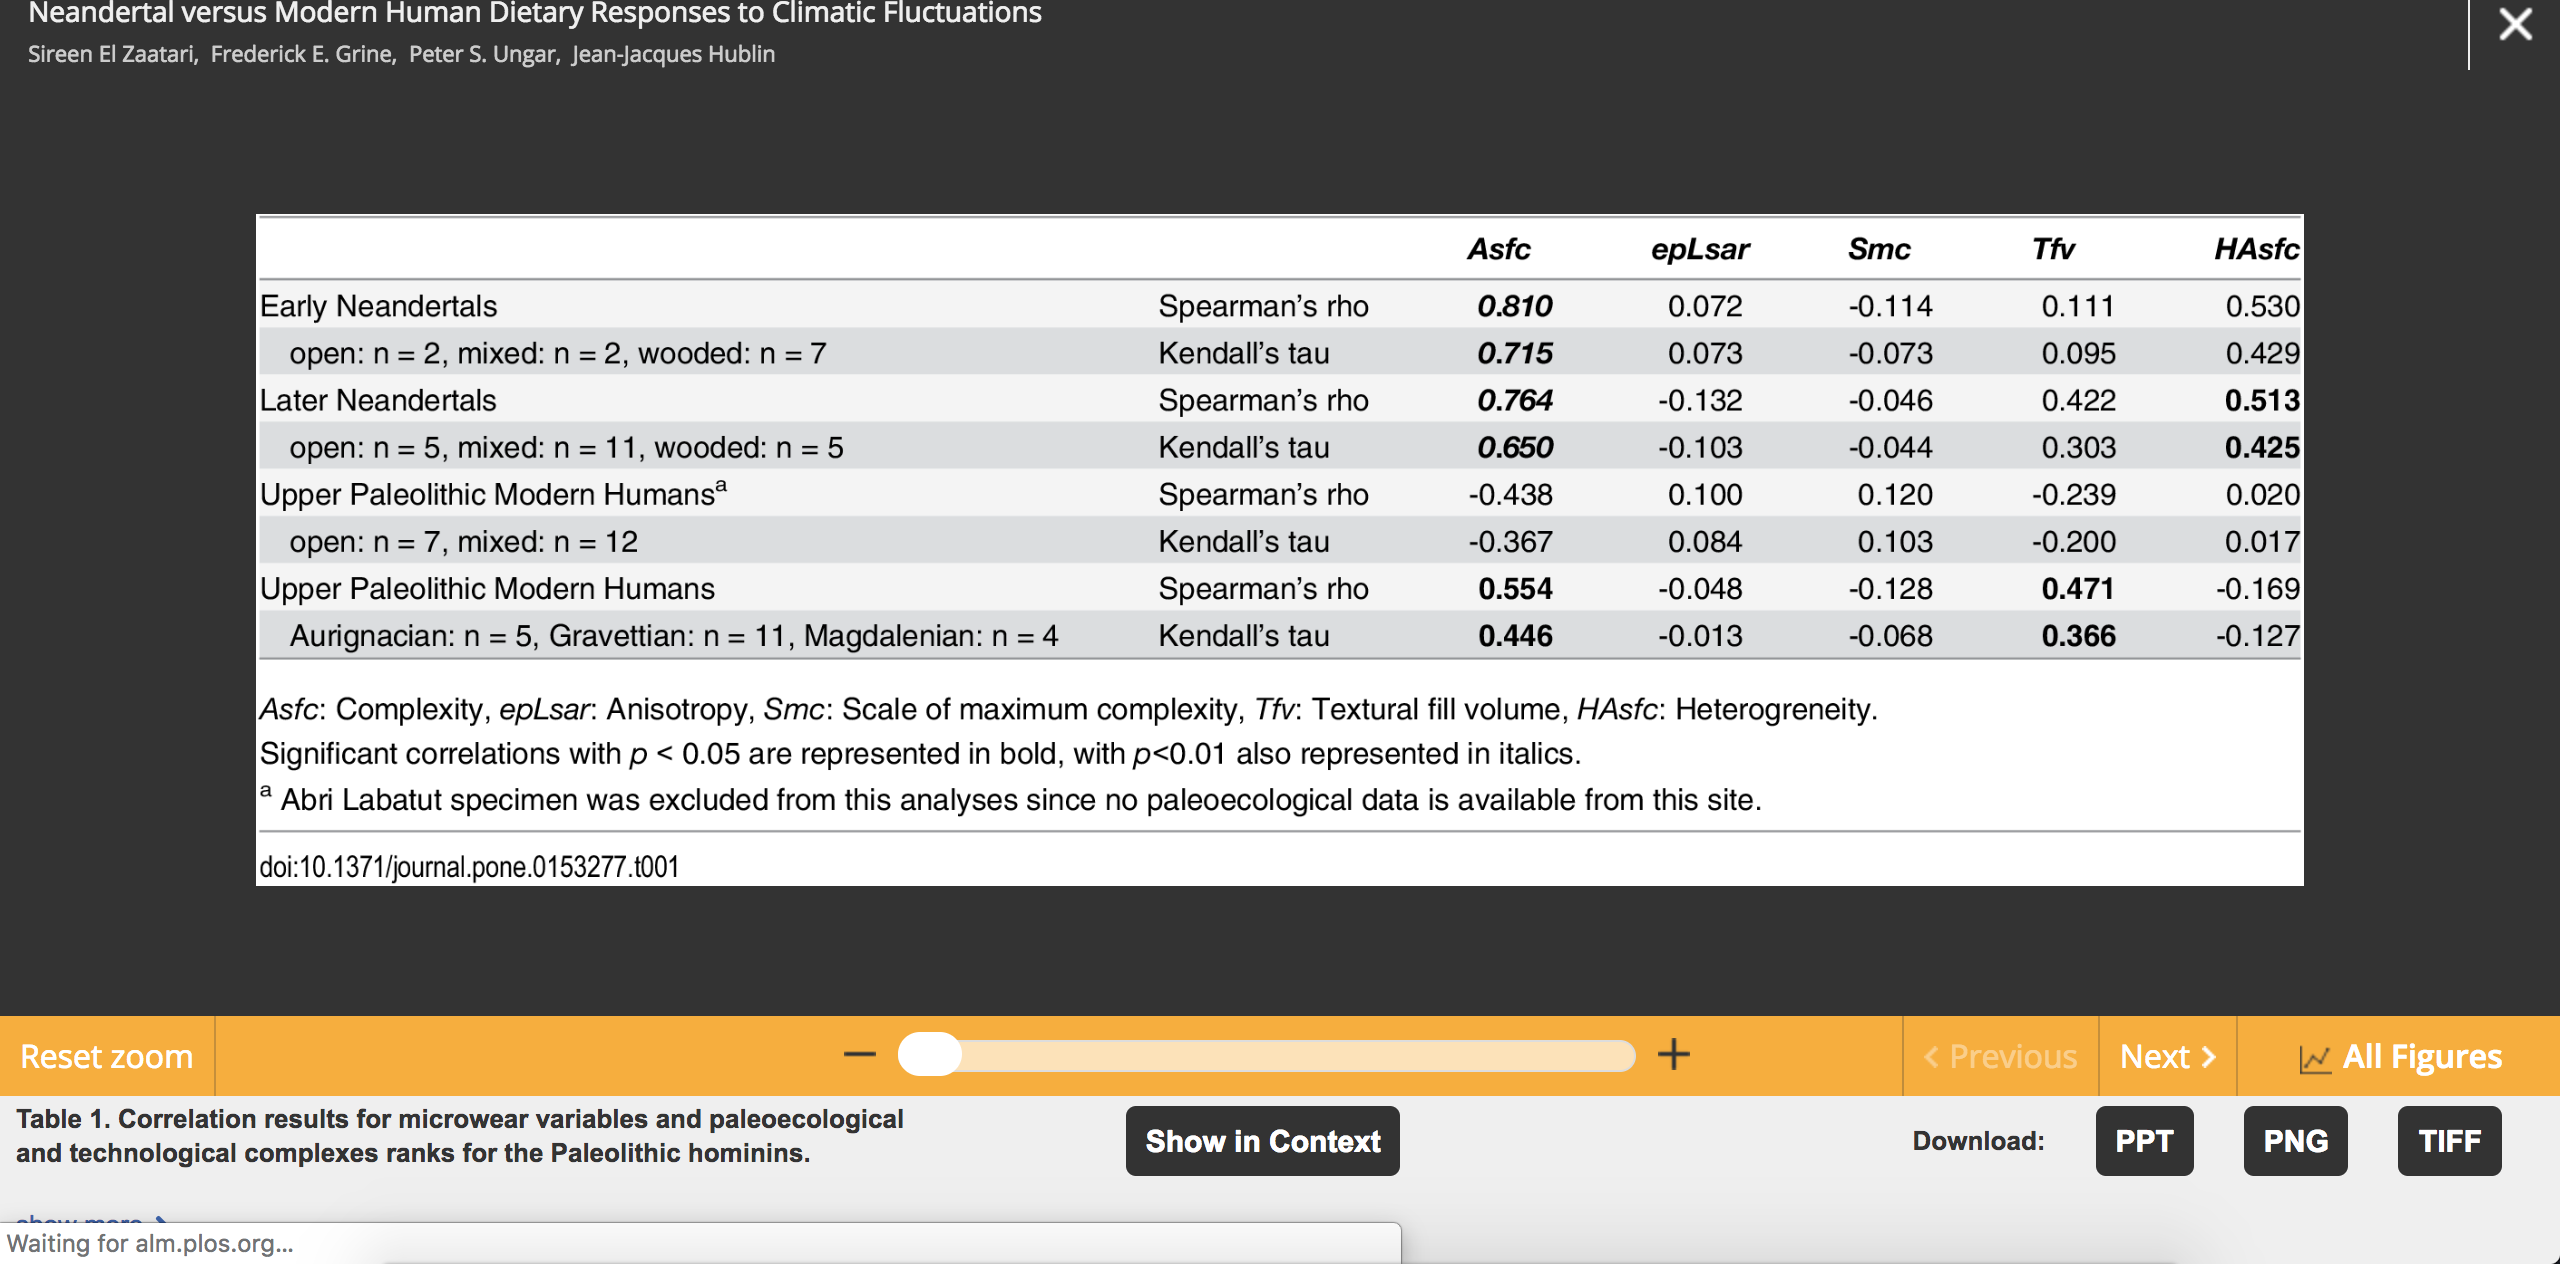 Neandertal versus Modern Human Dietary Responses to Climatic Fluctuations
Sireen El Zaatari, Frederick E. Grine, Peter S. Ungar, Jean-Jacques Hublin
Asfc epLsar Smc Tfv HAsfc
Early Neandertals Spearman’s rho 0.810 0.072 -0.114 0.111 0.530
open: n = 2, mixed: n = 2, wooded: n = 7 Kendall’s tau 0.715 0.073 -0.073 0.095 0.429
Later Neandertals Spearman’s rho 0.764 -0.132 -0.046 0.422 0.513
open: n = 5, mixed: n = 11, wooded: n = 5 Kendall’s tau 0.650 -0.103 -0.044 0.303 0.425
Upper Paleolithic Modern Humansª Spearman’s rho -0.438 0.100 0.120 -0.239 0.020
open: n = 7, mixed: n = 12 Kendall’s tau -0.367 0.084 0.103 -0.200 0.017
Upper Paleolithic Modern Humans Spearman’s rho 0.554 -0.048 -0.128 0.471 -0.169
Aurignacian: n = 5, Gravettian: n = 11, Magdalenian: n = 4 Kendall’s tau 0.446 -0.013 -0.068 0.366 -0.127
Asfc: Complexity, epLsar: Anisotropy, Smc: Scale of maximum complexity, Tfv: Textural fill volume, HAsfc: Heterogreneity.
Significant correlations with p < 0.05 are represented in bold, with p<0.01 also represented in italics.
ª Abri Labatut specimen was excluded from this analyses since no paleoecological data is available from this site.
doi:10.1371/journal.pone.0153277.t001
Reset zoom − + < Previous Next > All Figures
Table 1. Correlation results for microwear variables and paleoecological
and technological complexes ranks for the Paleolithic hominins.
Show in Context
Download: PPT PNG TIFF
show more
Waiting for alm.plos.org...